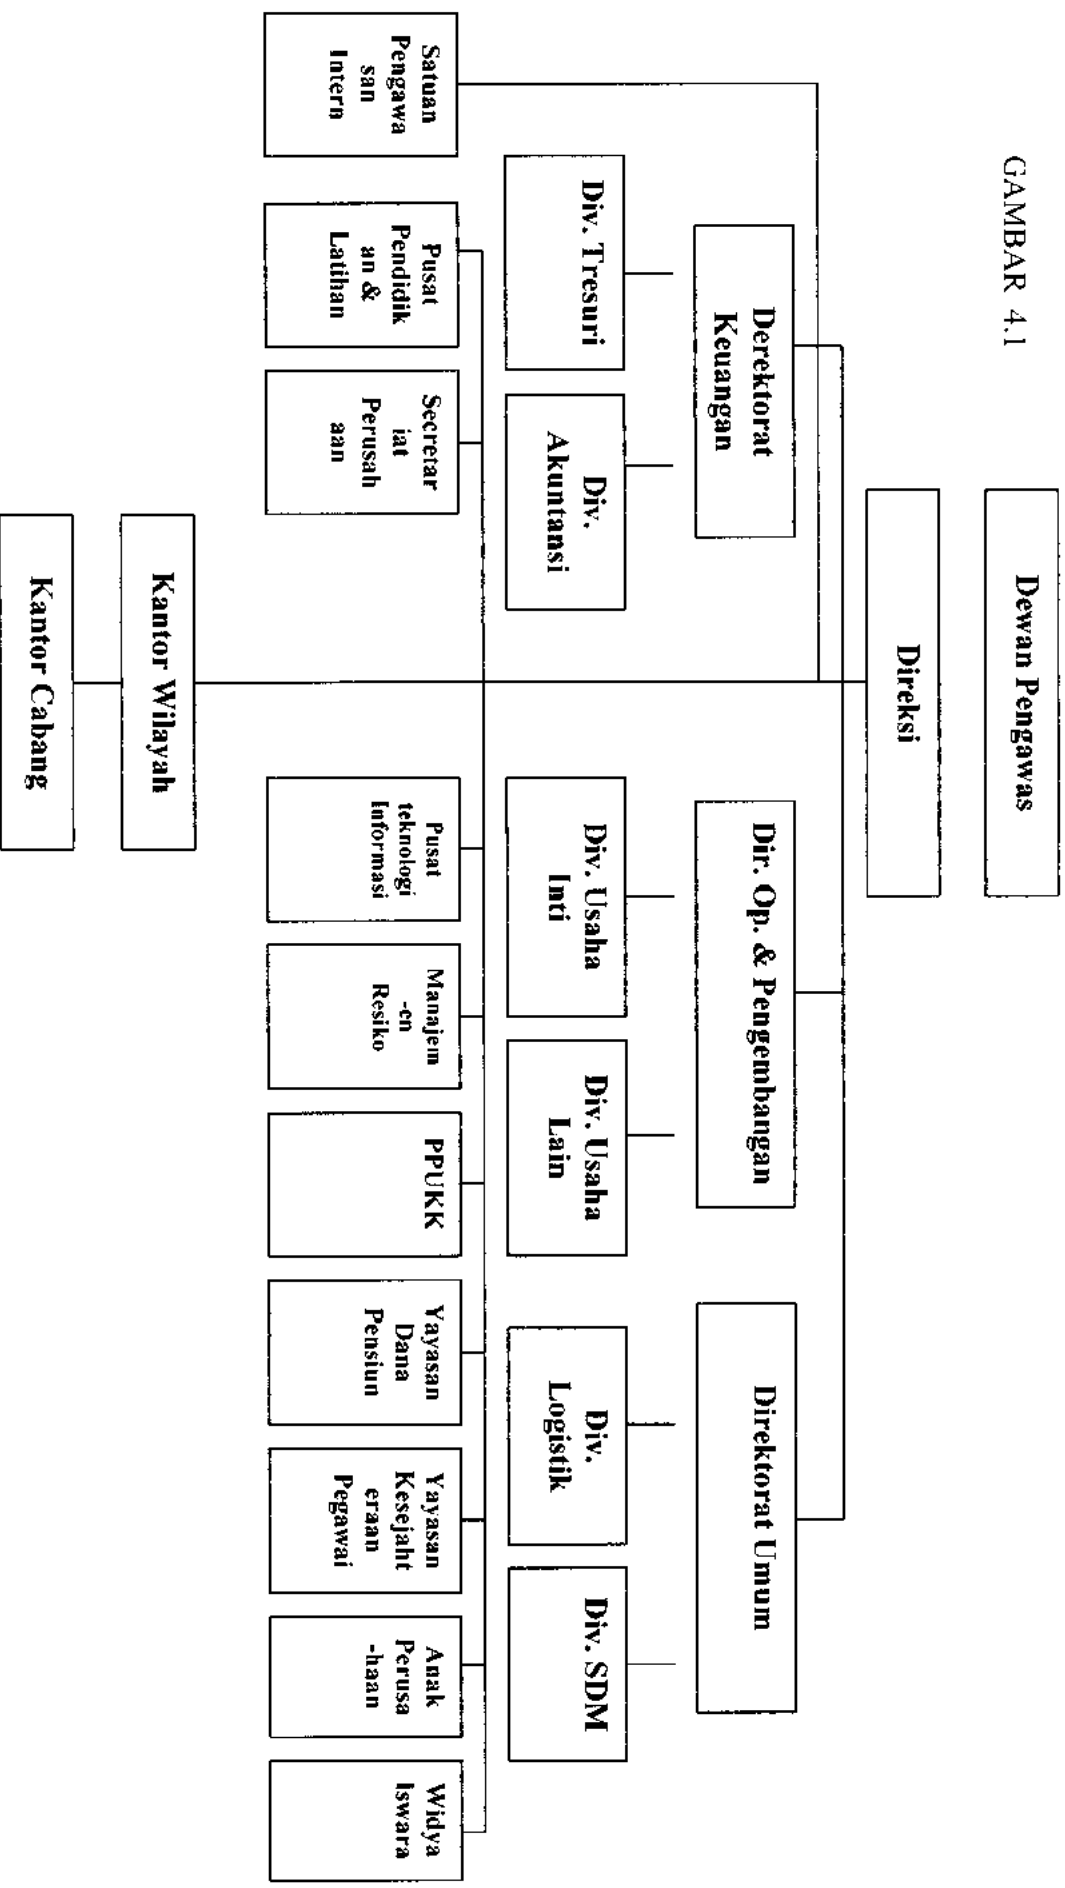 GAMBAR 4.1
Dewan Pengawas
Direksi
Derektorat
Keuangan
Dir. Op. & Pengembangan
Direktorat Umum
Div. Tresuri
Div.
Akuntansi
Div. Usaha
Inti
Div. Usaha
Lain
Div.
Logistik
Div. SDM
Satuan
Pengawa
san
Intern
Pusat
Pendidik
an &
Latihan
Secretar
iat
Perusah
aan
Pusat
teknologi
Informasi
Manajem
-en
Resiko
PPUKK
Yayasan
Dana
Pensiun
Yayasan
Kesejaht
eraan
Pegawai
Anak
Perusa
-haan
Widya
Iswara
Kantor Wilayah
Kantor Cabang